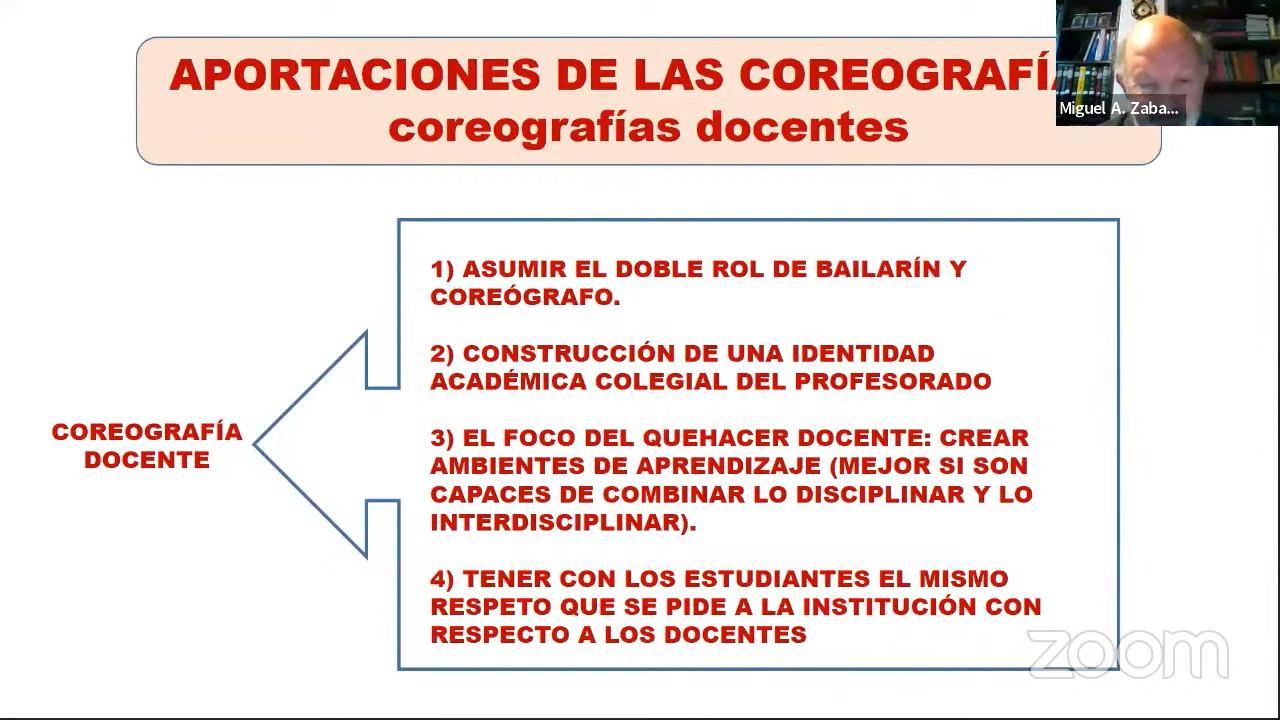 APORTACIONES DE LAS COREOGRAFÍ
coreografías docentes
Miguel A. Zaba...
1) ASUMIR EL DOBLE ROL DE BAILARÍN Y
COREÓGRAFO.
2) CONSTRUCCIÓN DE UNA IDENTIDAD
ACADÉMICA COLEGIAL DEL PROFESORADO
3) EL FOCO DEL QUEHACER DOCENTE: CREAR
AMBIENTES DE APRENDIZAJE (MEJOR SI SON
CAPACES DE COMBINAR LO DISCIPLINAR Y LO
INTERDISCIPLINAR).
4) TENER CON LOS ESTUDIANTES EL MISMO
RESPETO QUE SE PIDE A LA INSTITUCIÓN CON
RESPECTO A LOS DOCENTES
COREOGRAFÍA
DOCENTE
zoom